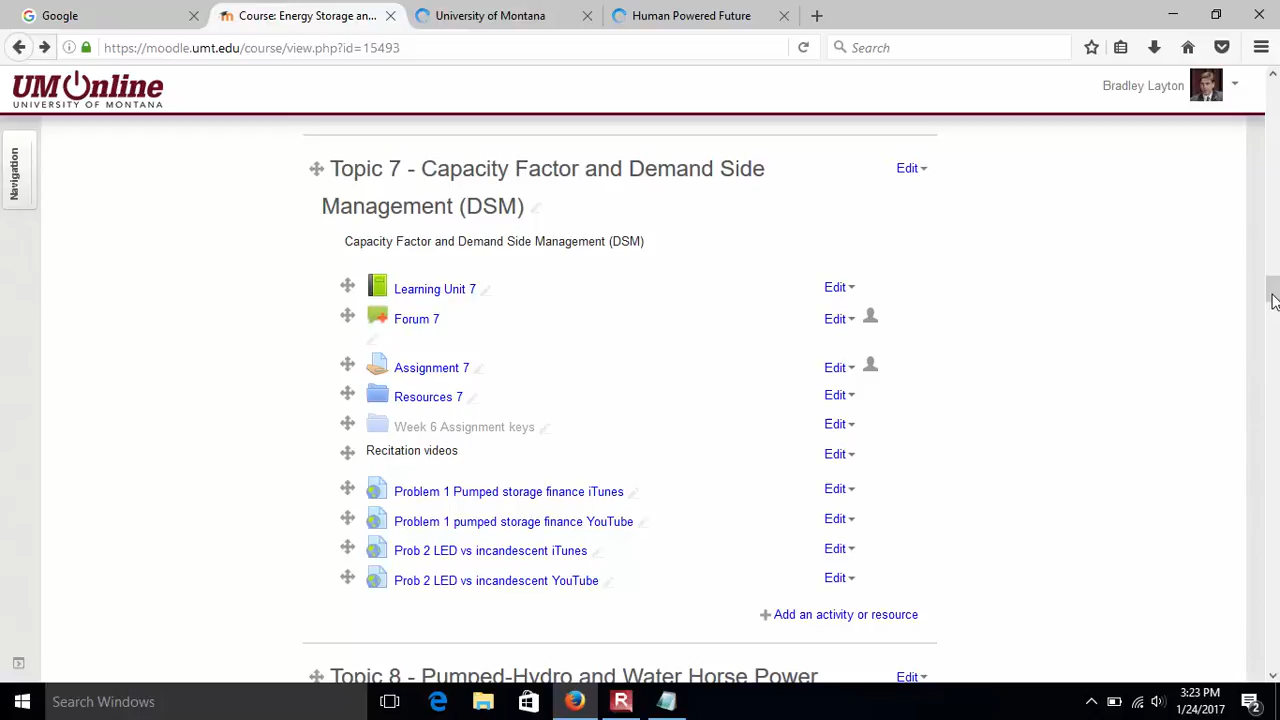 Google
Course: Energy Storage an...
University of Montana
Human Powered Future
https://moodle.umt.edu/course/view.php?id=15493
Search
UM Online
UNIVERSITY OF MONTANA
Bradley Layton
Navigation
Topic 7 - Capacity Factor and Demand Side
Management (DSM)
Edit
Capacity Factor and Demand Side Management (DSM)
Learning Unit 7
Edit
Forum 7
Edit
Assignment 7
Edit
Resources 7
Edit
Week 6 Assignment keys
Edit
Recitation videos
Edit
Problem 1 Pumped storage finance iTunes
Edit
Problem 1 pumped storage finance YouTube
Edit
Prob 2 LED vs incandescent iTunes
Edit
Prob 2 LED vs incandescent YouTube
Edit
Add an activity or resource
Topic 8 - Pumped-Hydro and Water Horse Power
Edit
Search Windows
3:23 PM
1/24/2017
2